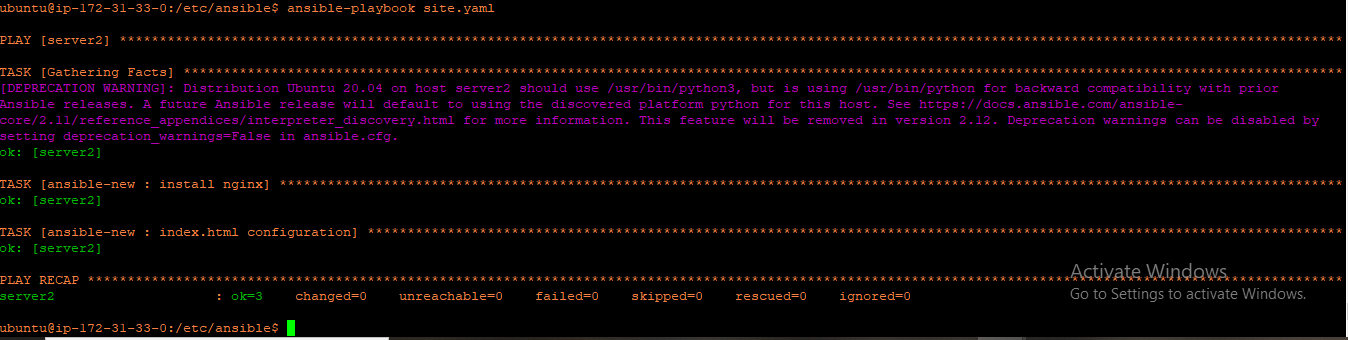 ubuntu@ip-172-31-33-0:/etc/ansible$ ansible-playbook site.yaml
PLAY [server2] ****************************************************************************************************************************************************
TASK [Gathering Facts] ********************************************************************************************************************************************
[DEPRECATION WARNING]: Distribution Ubuntu 20.04 on host server2 should use /usr/bin/python3, but is using /usr/bin/python for backward compatibility with prior
Ansible releases. A future Ansible release will default to using the discovered platform python for this host. See https://docs.ansible.com/ansible-
core/2.11/reference_appendices/interpreter_discovery.html for more information. This feature will be removed in version 2.12. Deprecation warnings can be disabled by
setting deprecation_warnings=False in ansible.cfg.
ok: [server2]
TASK [ansible-new : install nginx] ********************************************************************************************************************************
ok: [server2]
TASK [ansible-new : index.html configuration] *********************************************************************************************************************
ok: [server2]
PLAY RECAP ********************************************************************************************************************************************************
server2 : ok=3 changed=0 unreachable=0 failed=0 skipped=0 rescued=0 ignored=0
ubuntu@ip-172-31-33-0:/etc/ansible$
Activate Windows
Go to Settings to activate Windows.